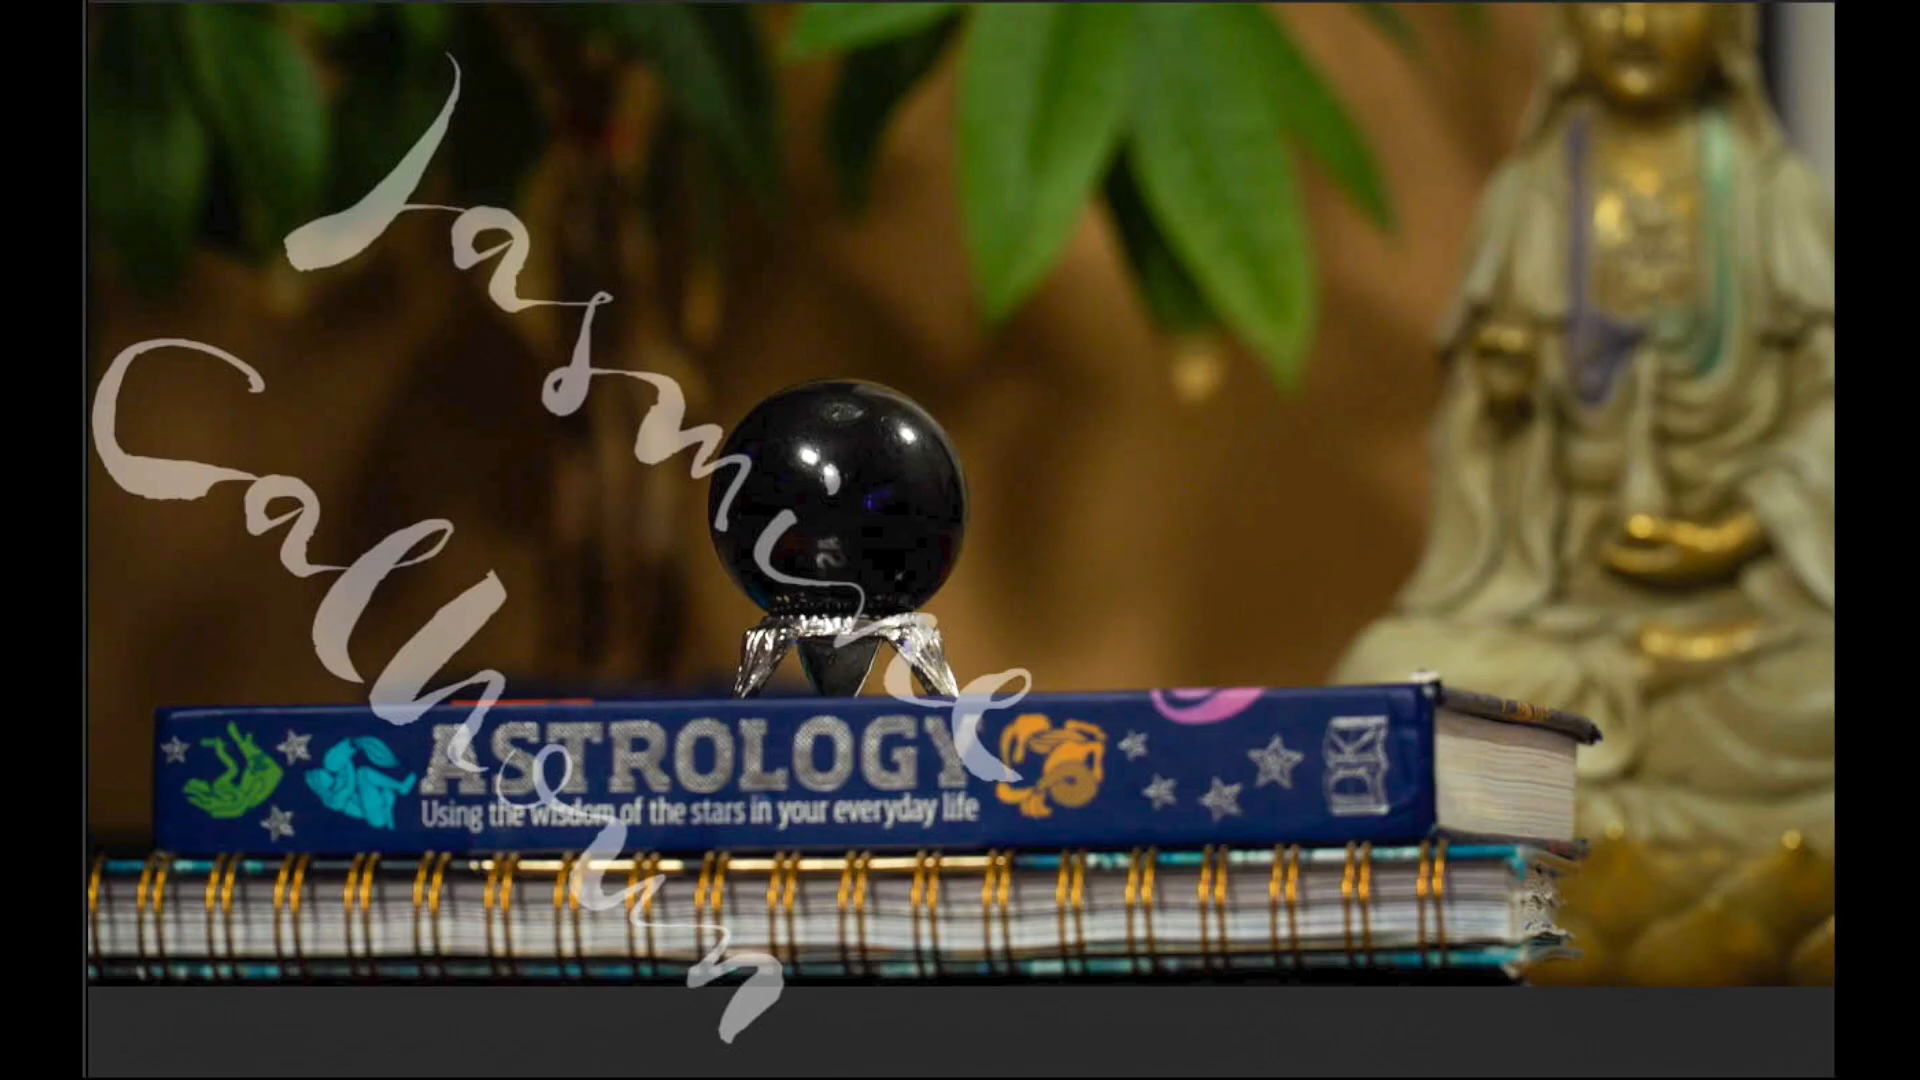 Jasmine
Calhoun
ASTROLOGY
Using the wisdom of the stars in your everyday life
DK